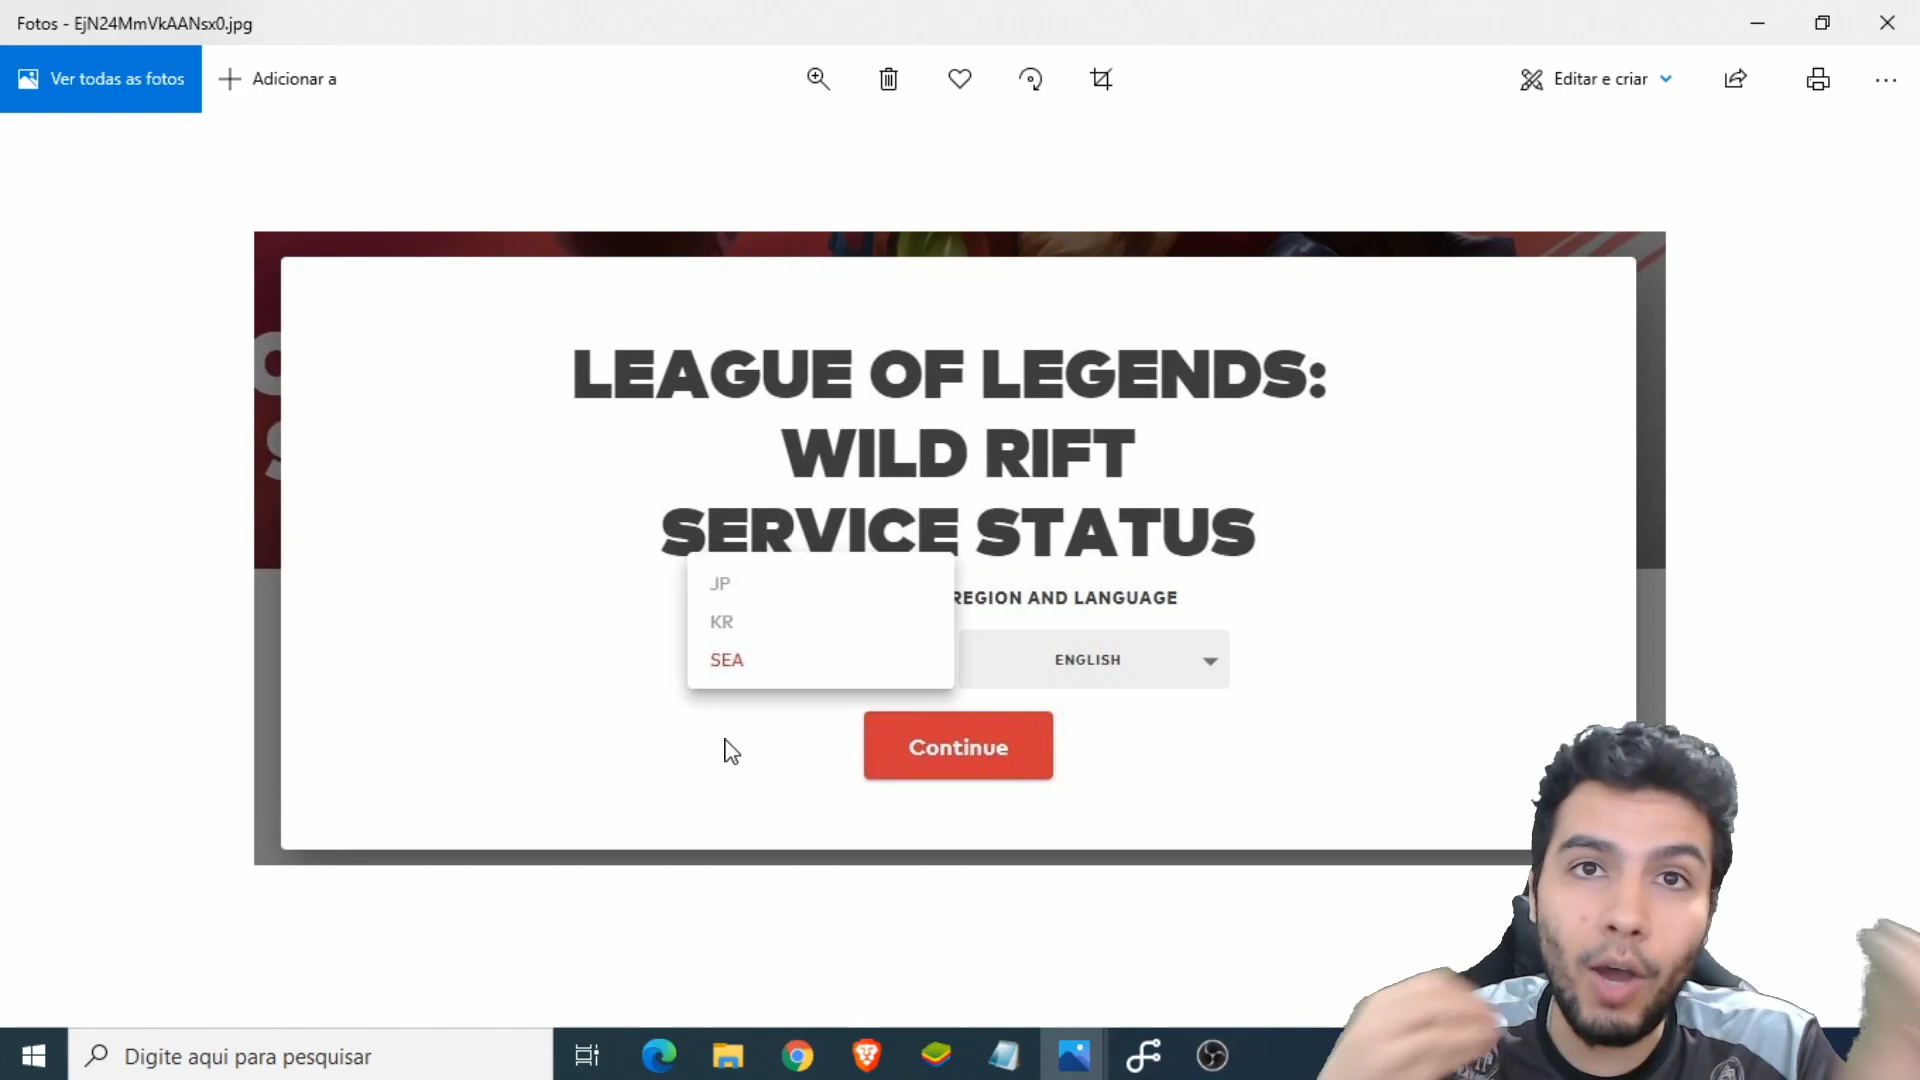 Fotos - EjN24MmVkAANsx0.jpg
Ver todas as fotos
Adicionar a
Editar e criar
LEAGUE OF LEGENDS:
WILD RIFT
SERVICE STATUS
REGION AND LANGUAGE
JP
KR
SEA
ENGLISH
Continue
Digite aqui para pesquisar